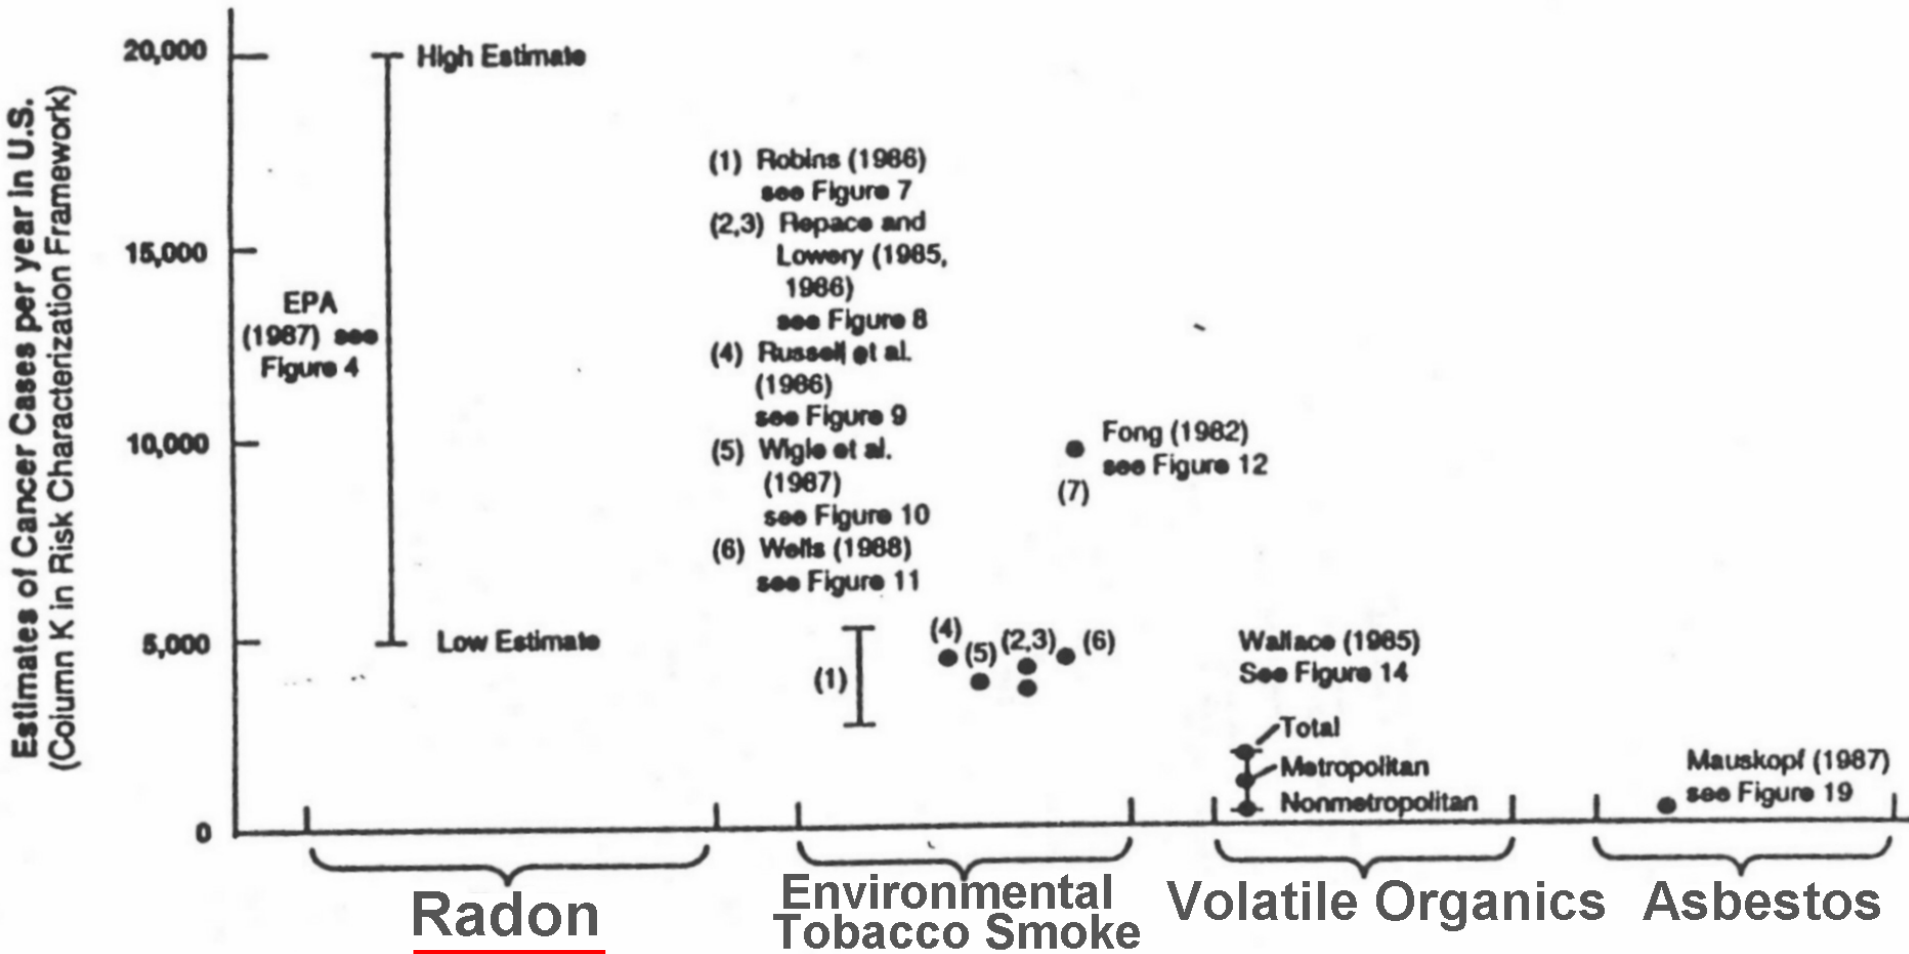 Estimates of Cancer Cases per year in U.S.
(Column K in Risk Characterization Framework)
20,000
15,000
10,000
5,000
0
High Estimate
EPA
(1987) see
Figure 4
Low Estimate
(1) Robins (1986)
see Figure 7
(2,3) Repace and
Lowery (1985,
1986)
see Figure 8
(4) Russell et al.
(1986)
see Figure 9
(5) Wigle et al.
(1987)
see Figure 10
(6) Wells (1988)
see Figure 11
(1)
(4)
(5)
(2,3)
(6)
Fong (1982)
see Figure 12
(7)
Wallace (1985)
See Figure 14
Total
Metropolitan
Nonmetropolitan
Mauskopf (1987)
see Figure 19
Radon
Environmental
Tobacco Smoke
Volatile Organics
Asbestos